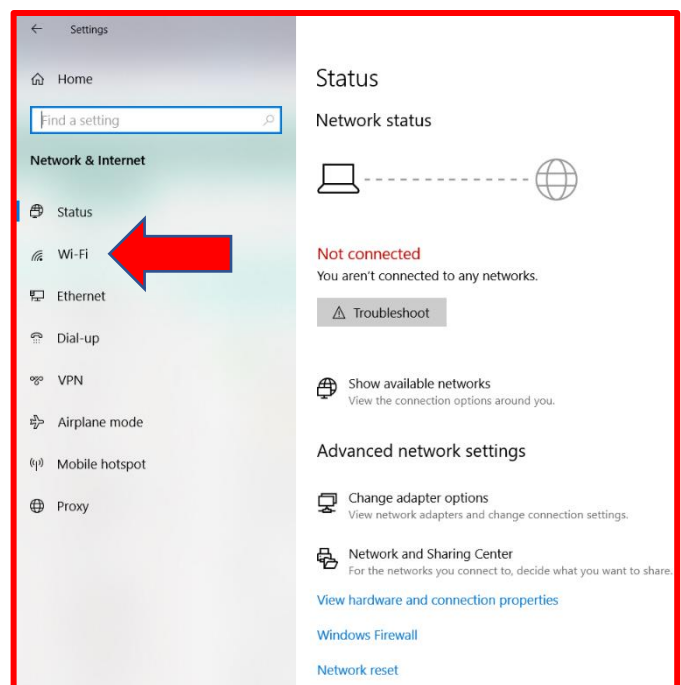 Settings
Home
Find a setting
Network & Internet
Status
Wi-Fi
Ethernet
Dial-up
VPN
Airplane mode
Mobile hotspot
Proxy
Status
Network status
Not connected
You aren't connected to any networks.
Troubleshoot
Show available networks
View the connection options around you.
Advanced network settings
Change adapter options
View network adapters and change connection settings.
Network and Sharing Center
For the networks you connect to, decide what you want to share.
View hardware and connection properties
Windows Firewall
Network reset